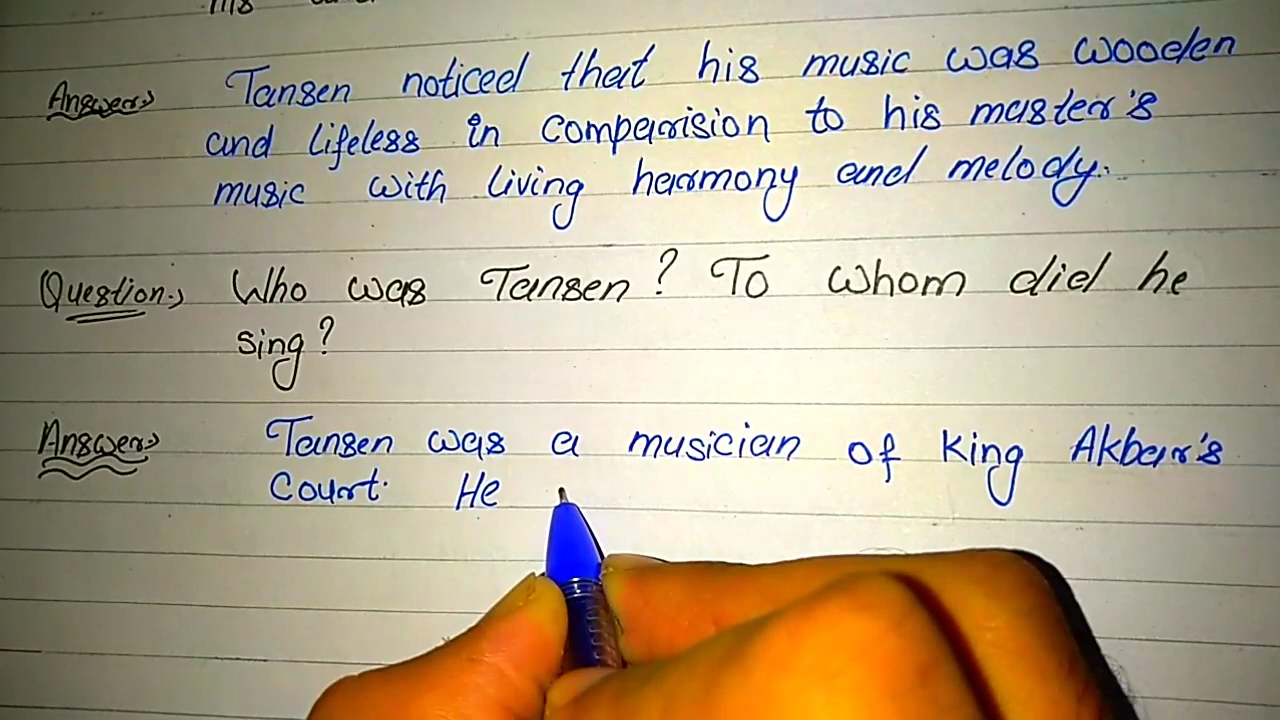 his
Answer:> Tansen noticed that his music was wooden
and lifeless in comparision to his master's
music with living harmony and melody.
Question:> Who was Tansen? To whom did he
sing?
Answer:> Tansen was a musician of King Akbar's
Court. He